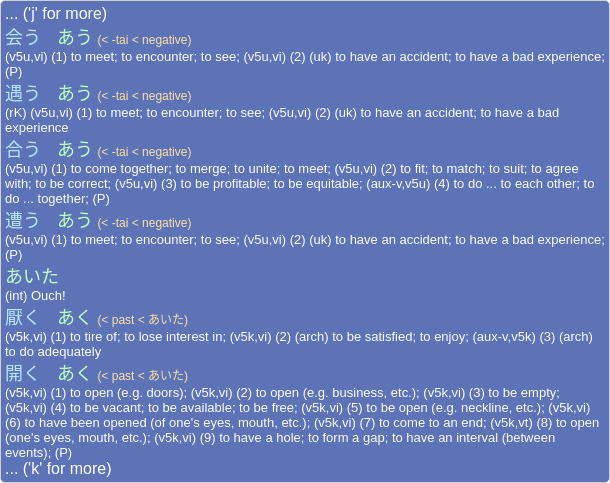 ... ('j' for more)
会う　あう (< -tai < negative)
(v5u,vi) (1) to meet; to encounter; to see; (v5u,vi) (2) (uk) to have an accident; to have a bad experience;
(P)
遇う　あう (< -tai < negative)
(rK) (v5u,vi) (1) to meet; to encounter; to see; (v5u,vi) (2) (uk) to have an accident; to have a bad
experience
合う　あう (< -tai < negative)
(v5u,vi) (1) to come together; to merge; to unite; to meet; (v5u,vi) (2) to fit; to match; to suit; to agree
with; to be correct; (v5u,vi) (3) to be profitable; to be equitable; (aux-v,v5u) (4) to do ... to each other; to
do ... together; (P)
遭う　あう (< -tai < negative)
(v5u,vi) (1) to meet; to encounter; to see; (v5u,vi) (2) (uk) to have an accident; to have a bad experience;
(P)
あいた
(int) Ouch!
厭く　あく (< past < あいた)
(v5k,vi) (1) to tire of; to lose interest in; (v5k,vi) (2) (arch) to be satisfied; to enjoy; (aux-v,v5k) (3) (arch)
to do adequately
開く　あく (< past < あいた)
(v5k,vi) (1) to open (e.g. doors); (v5k,vi) (2) to open (e.g. business, etc.); (v5k,vi) (3) to be empty;
(v5k,vi) (4) to be vacant; to be available; to be free; (v5k,vi) (5) to be open (e.g. neckline, etc.); (v5k,vi)
(6) to have been opened (of one's eyes, mouth, etc.); (v5k,vi) (7) to come to an end; (v5k,vt) (8) to open
(one's eyes, mouth, etc.); (v5k,vi) (9) to have a hole; to form a gap; to have an interval (between
events); (P)
... ('k' for more)